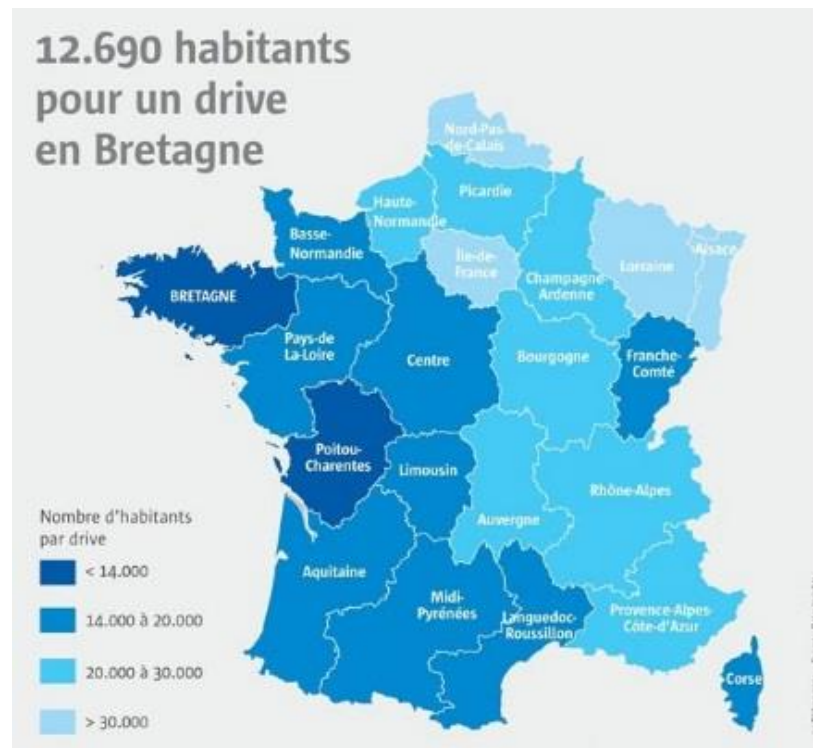 12.690 habitants
pour un drive
en Bretagne
Nord-Pas-
de-Calais
Picardie
Haute-
Normandie
Basse-
Normandie
Île-de-
France
Champagne
Ardenne
Lorraine
Alsace
BRETAGNE
Pays-de
La-Loire
Centre
Bourgogne
Franche-
Comté
Poitou-
Charentes
Limousin
Auvergne
Rhône-Alpes
Aquitaine
Midi-
Pyrénées
Languedoc-
Roussillon
Provence-Alpes-
Côte-d'Azur
Corse
Nombre d'habitants
par drive
< 14.000
14.000 à 20.000
20.000 à 30.000
> 30.000